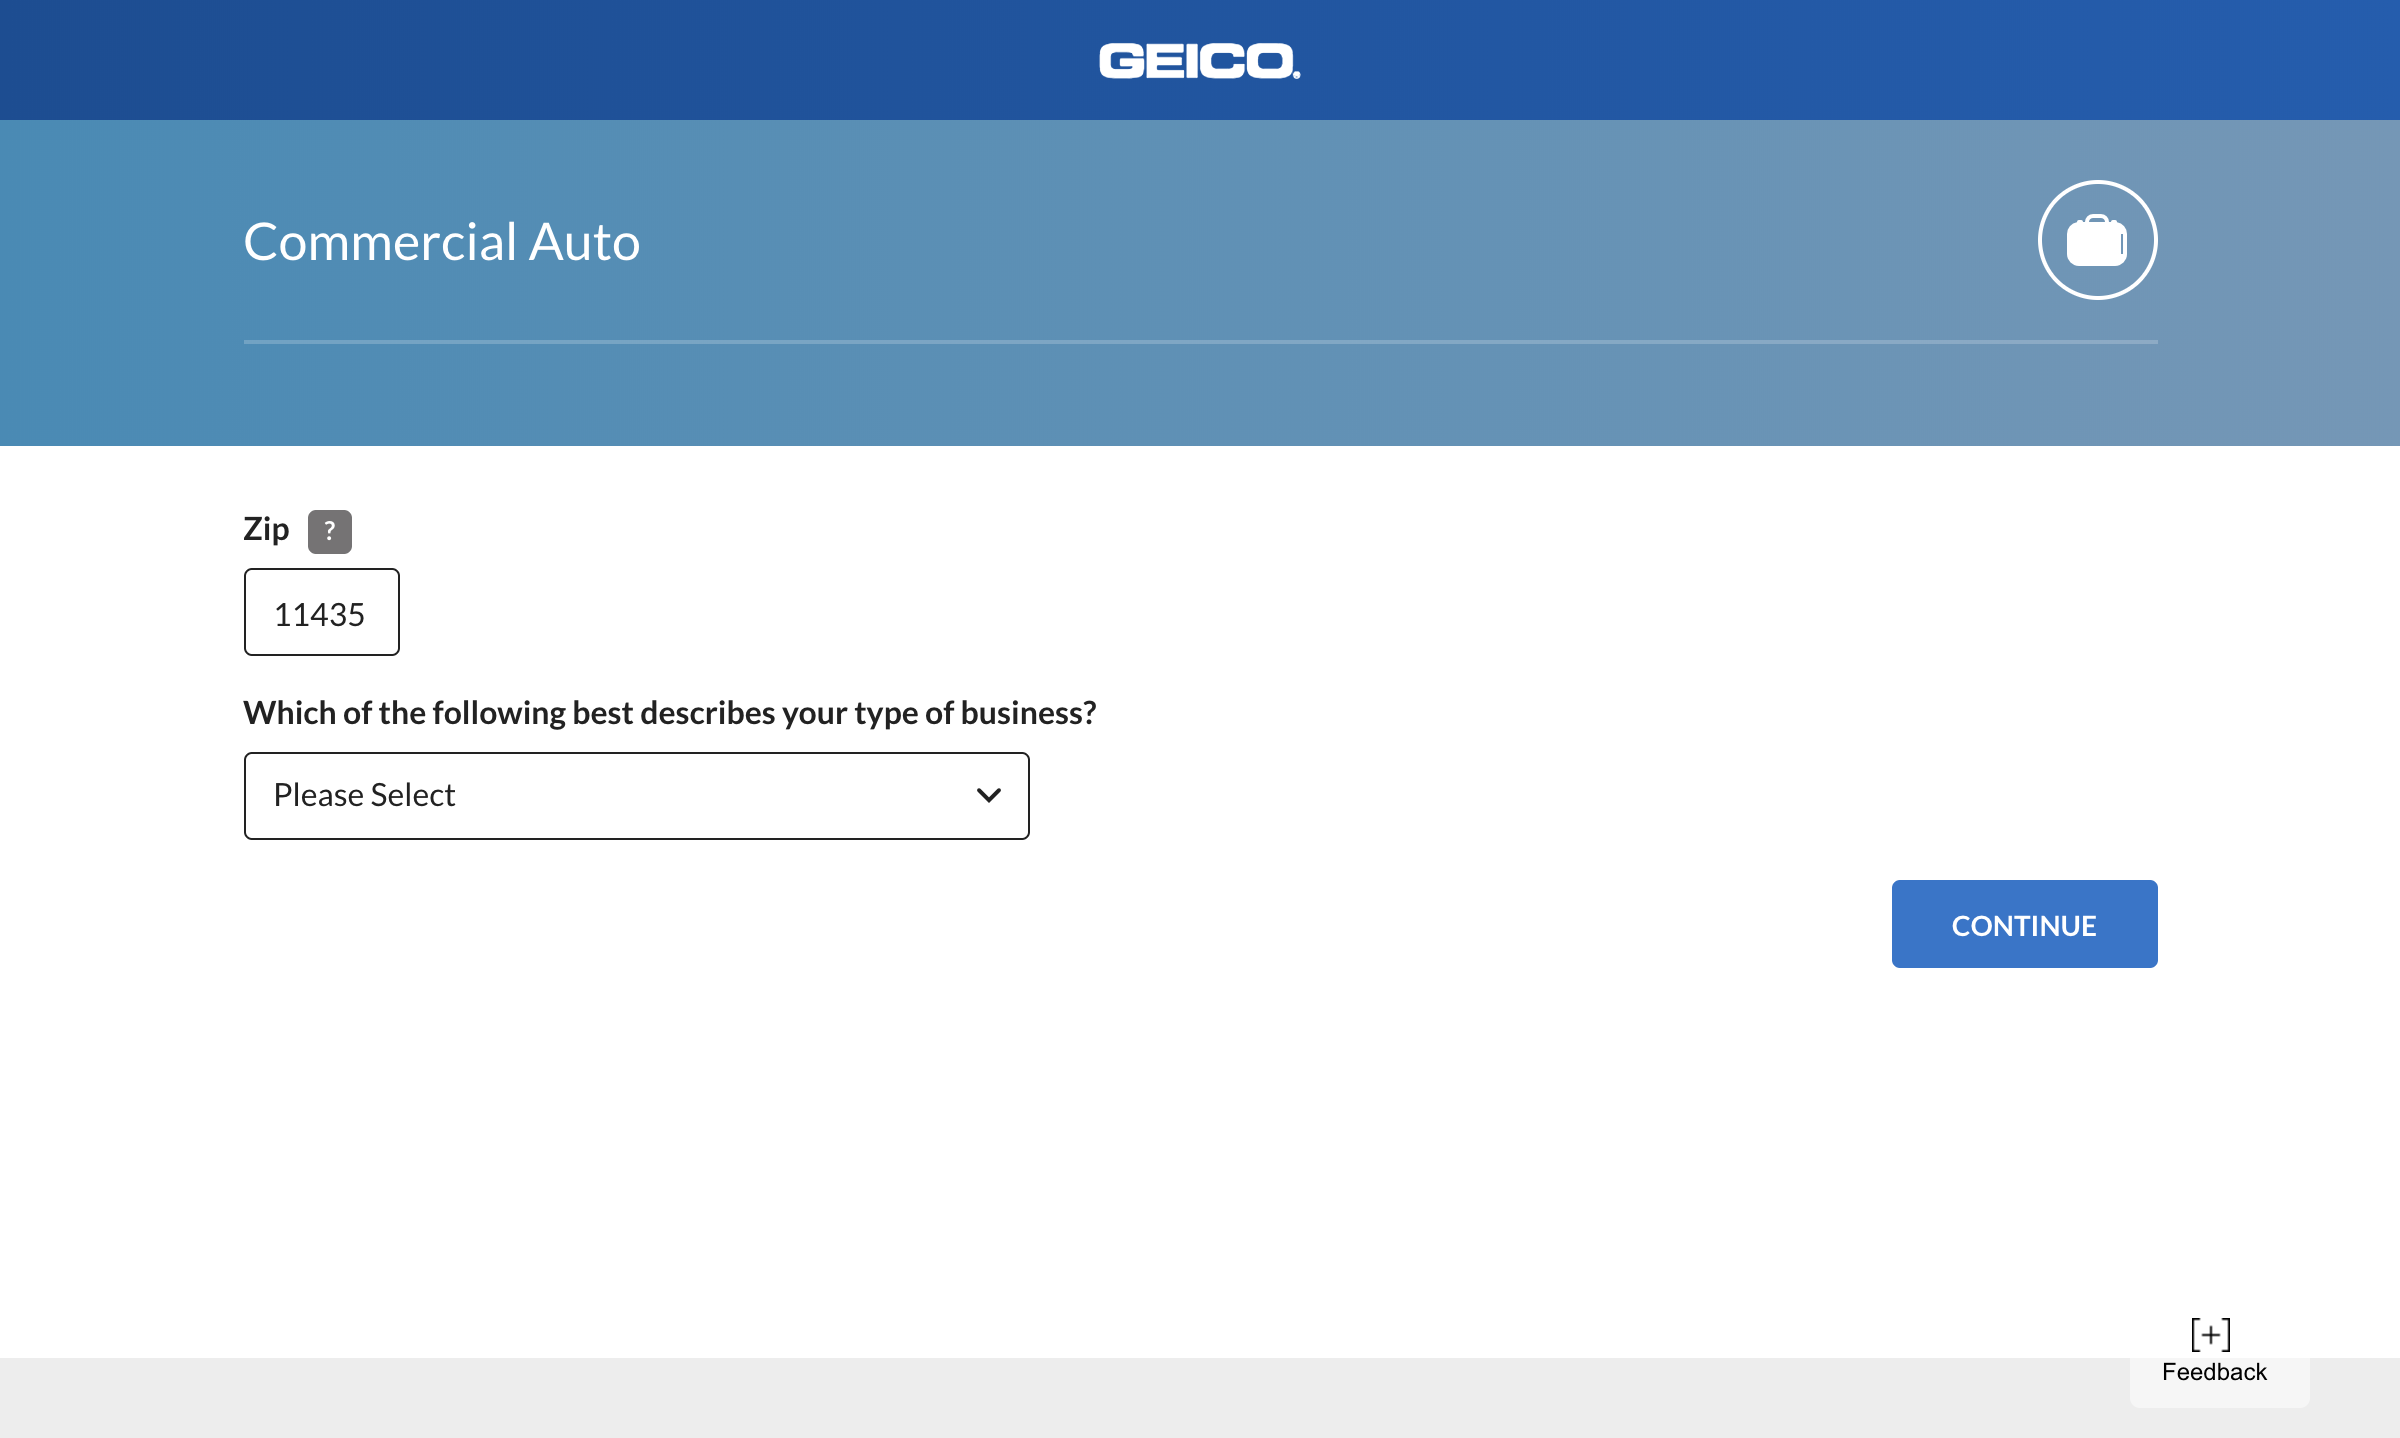 GEICO.
Commercial Auto
Zip ?
11435
Which of the following best describes your type of business?
Please Select
CONTINUE
[+]
Feedback